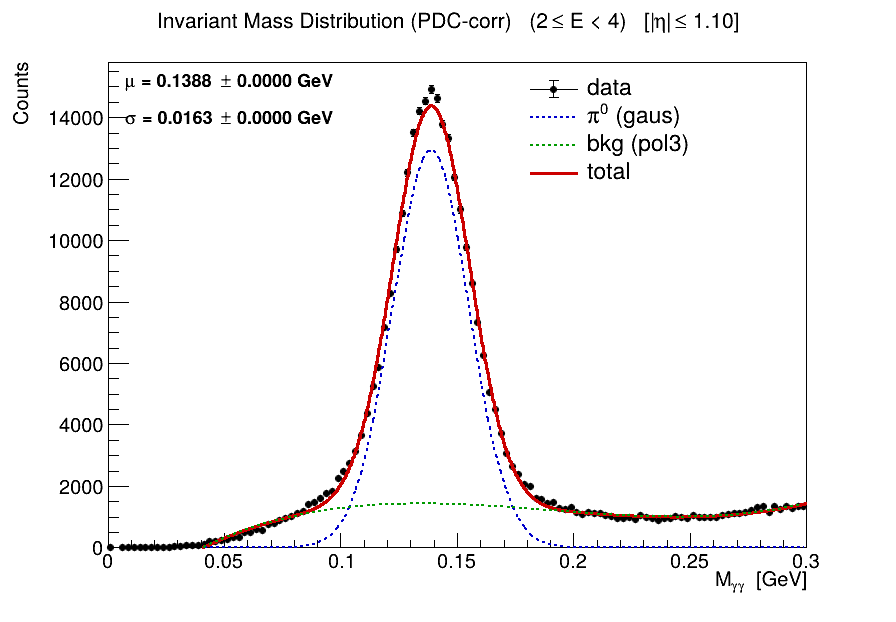 Invariant Mass Distribution (PDC-corr) (2 ≤ E < 4) [|η| ≤ 1.10]
Counts
μ = 0.1388 ± 0.0000 GeV
σ = 0.0163 ± 0.0000 GeV
data
π⁰ (gaus)
bkg (pol3)
total
14000
12000
10000
8000
6000
4000
2000
0
0 0.05 0.1 0.15 0.2 0.25 0.3
Mγγ [GeV]